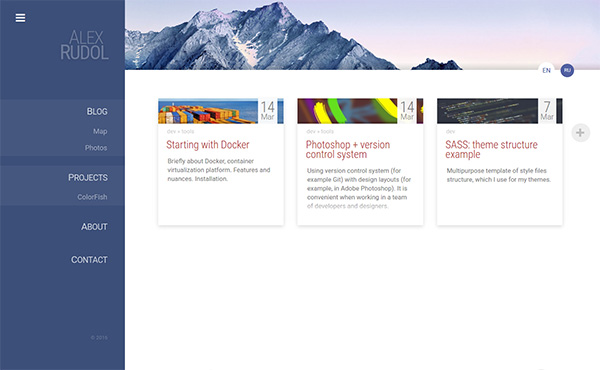 ALEX
RUDOL
BLOG
Map
Photos
PROJECTS
ColorFish
ABOUT
CONTACT
© 2016
EN
RU
14
Mar
dev + tools
Starting with Docker
Briefly about Docker, container
virtualization platform. Features and
nuances. Installation.
14
Mar
dev + tools
Photoshop + version
control system
Using version control system (for
example Git) with design layouts (for
example, in Adobe Photoshop). It is
convenient when working in a team
of developers and designers.
7
Mar
dev
SASS: theme structure
example
Multipurpose template of style files
structure, which I use for my themes.